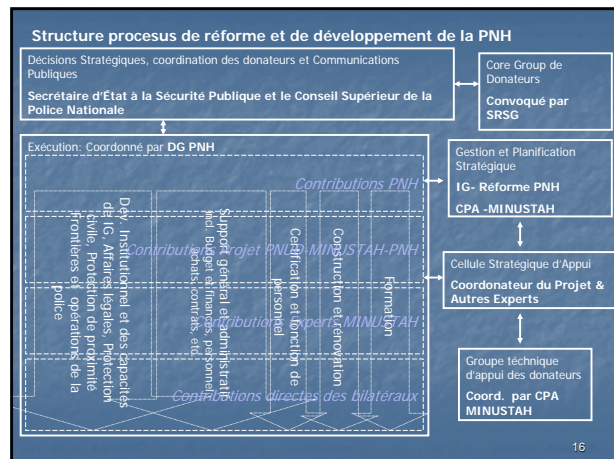 Structure procesus de réforme et de développement de la PNH
Décisions Stratégiques, coordination des donateurs et Communications
Publiques
Secrétaire d'État à la Sécurité Publique et le Conseil Supérieur de la
Police Nationale
Core Group de
Donateurs
Convoqué par
SRSG
Exécution: Coordonné par DG PNH
Contributions PNH
Contributions Projet PNUD-MINUSTAH-PNH
Contributions experts MINUSTAH
Contributions directes des bilatéraux
Dév. Institutionnel et des capacités
de IG, Affaires légales, Protection
civile, Protection de proximité
Frontières et opérations de la
police
Support général et administratif
incl. Budget et finances, personnel
achats, contrats, etc.
Certification et gestion de
personnel
Construction et rénovation
Formation
Gestion et Planification
Stratégique
IG- Réforme PNH
CPA -MINUSTAH
Cellule Stratégique d'Appui
Coordonateur du Projet &
Autres Experts
Groupe téchnique
d'appui des donateurs
Coord. par CPA
MINUSTAH
16